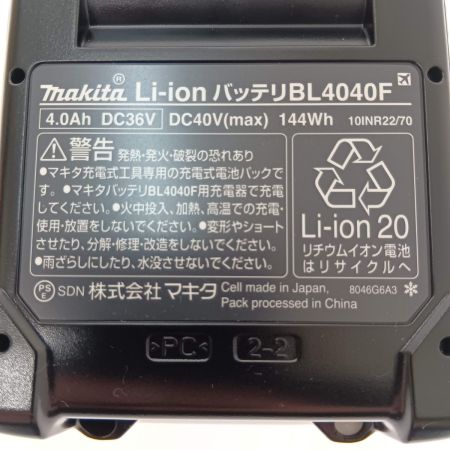 makita® Li-ion バッテリBL4040F
4.0Ah DC36V DC40V(max) 144Wh 10INR22/70
警告 発熱・発火・破裂の恐れあり
●マキタ充電式工具専用の充電式電池パックで
す。●マキタバッテリBL4040F用充電器で充電
してください。●火中投入、加熱、高温での充電・
使用・放置をしないでください。●変形やショート
させたり、分解・修理・改造をしないでください。
●雨ざらしにしたり、水没させないでください。
Li-ion 20
リチウムイオン電池
はリサイクルへ
PSE SDN 株式会社マキタ Cell made in Japan,
Pack processed in China
8046G6A3
>PC< 2-2